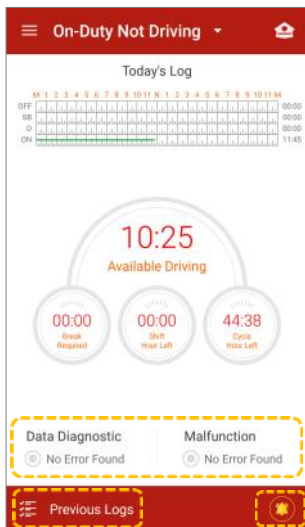 On-Duty Not Driving
Today's Log
M 1 2 3 4 5 6 7 8 9 10 11 N 1 2 3 4 5 6 7 8 9 10 11 M
OFF 00:00
SB 00:00
D 00:00
ON 11:45
10:25
Available Driving
00:00
Break
Required
00:00
Shift
Hour Left
44:38
Cycle
Hour Left
Data Diagnostic
No Error Found
Malfunction
No Error Found
Previous Logs